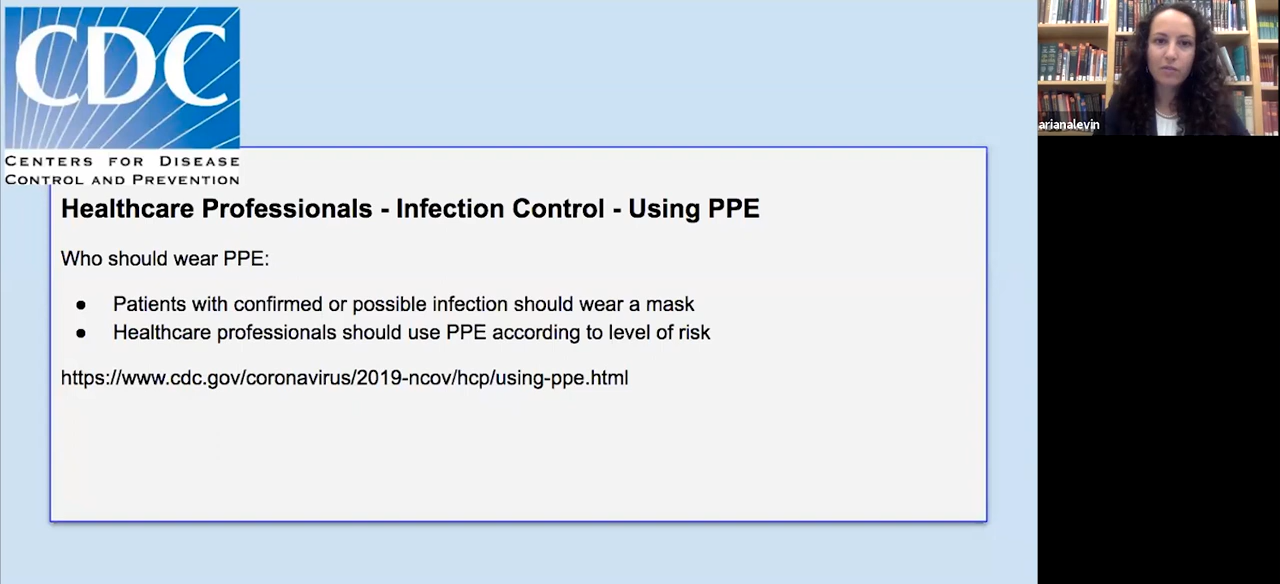 CDC
CENTERS FOR DISEASE
CONTROL AND PREVENTION
Healthcare Professionals - Infection Control - Using PPE
Who should wear PPE:
● Patients with confirmed or possible infection should wear a mask
● Healthcare professionals should use PPE according to level of risk
https://www.cdc.gov/coronavirus/2019-ncov/hcp/using-ppe.html
arianalevin